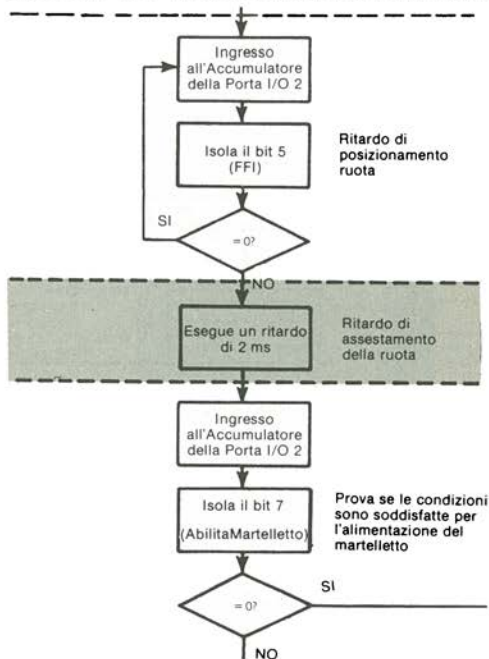 Ingresso
all'Accumulatore
della Porta I/O 2
Isola il bit 5
(FFI)
Ritardo di
posizionamento
ruota
SI
= 0?
NO
Esegue un ritardo
di 2 ms
Ritardo di
assestamento
della ruota
Ingresso
all'Accumulatore
della Porta I/O 2
Isola il bit 7
(AbilitaMartelletto)
Prova se le condizioni
sono soddisfatte per
l'alimentazione del
martelletto
SI
= 0?
NO